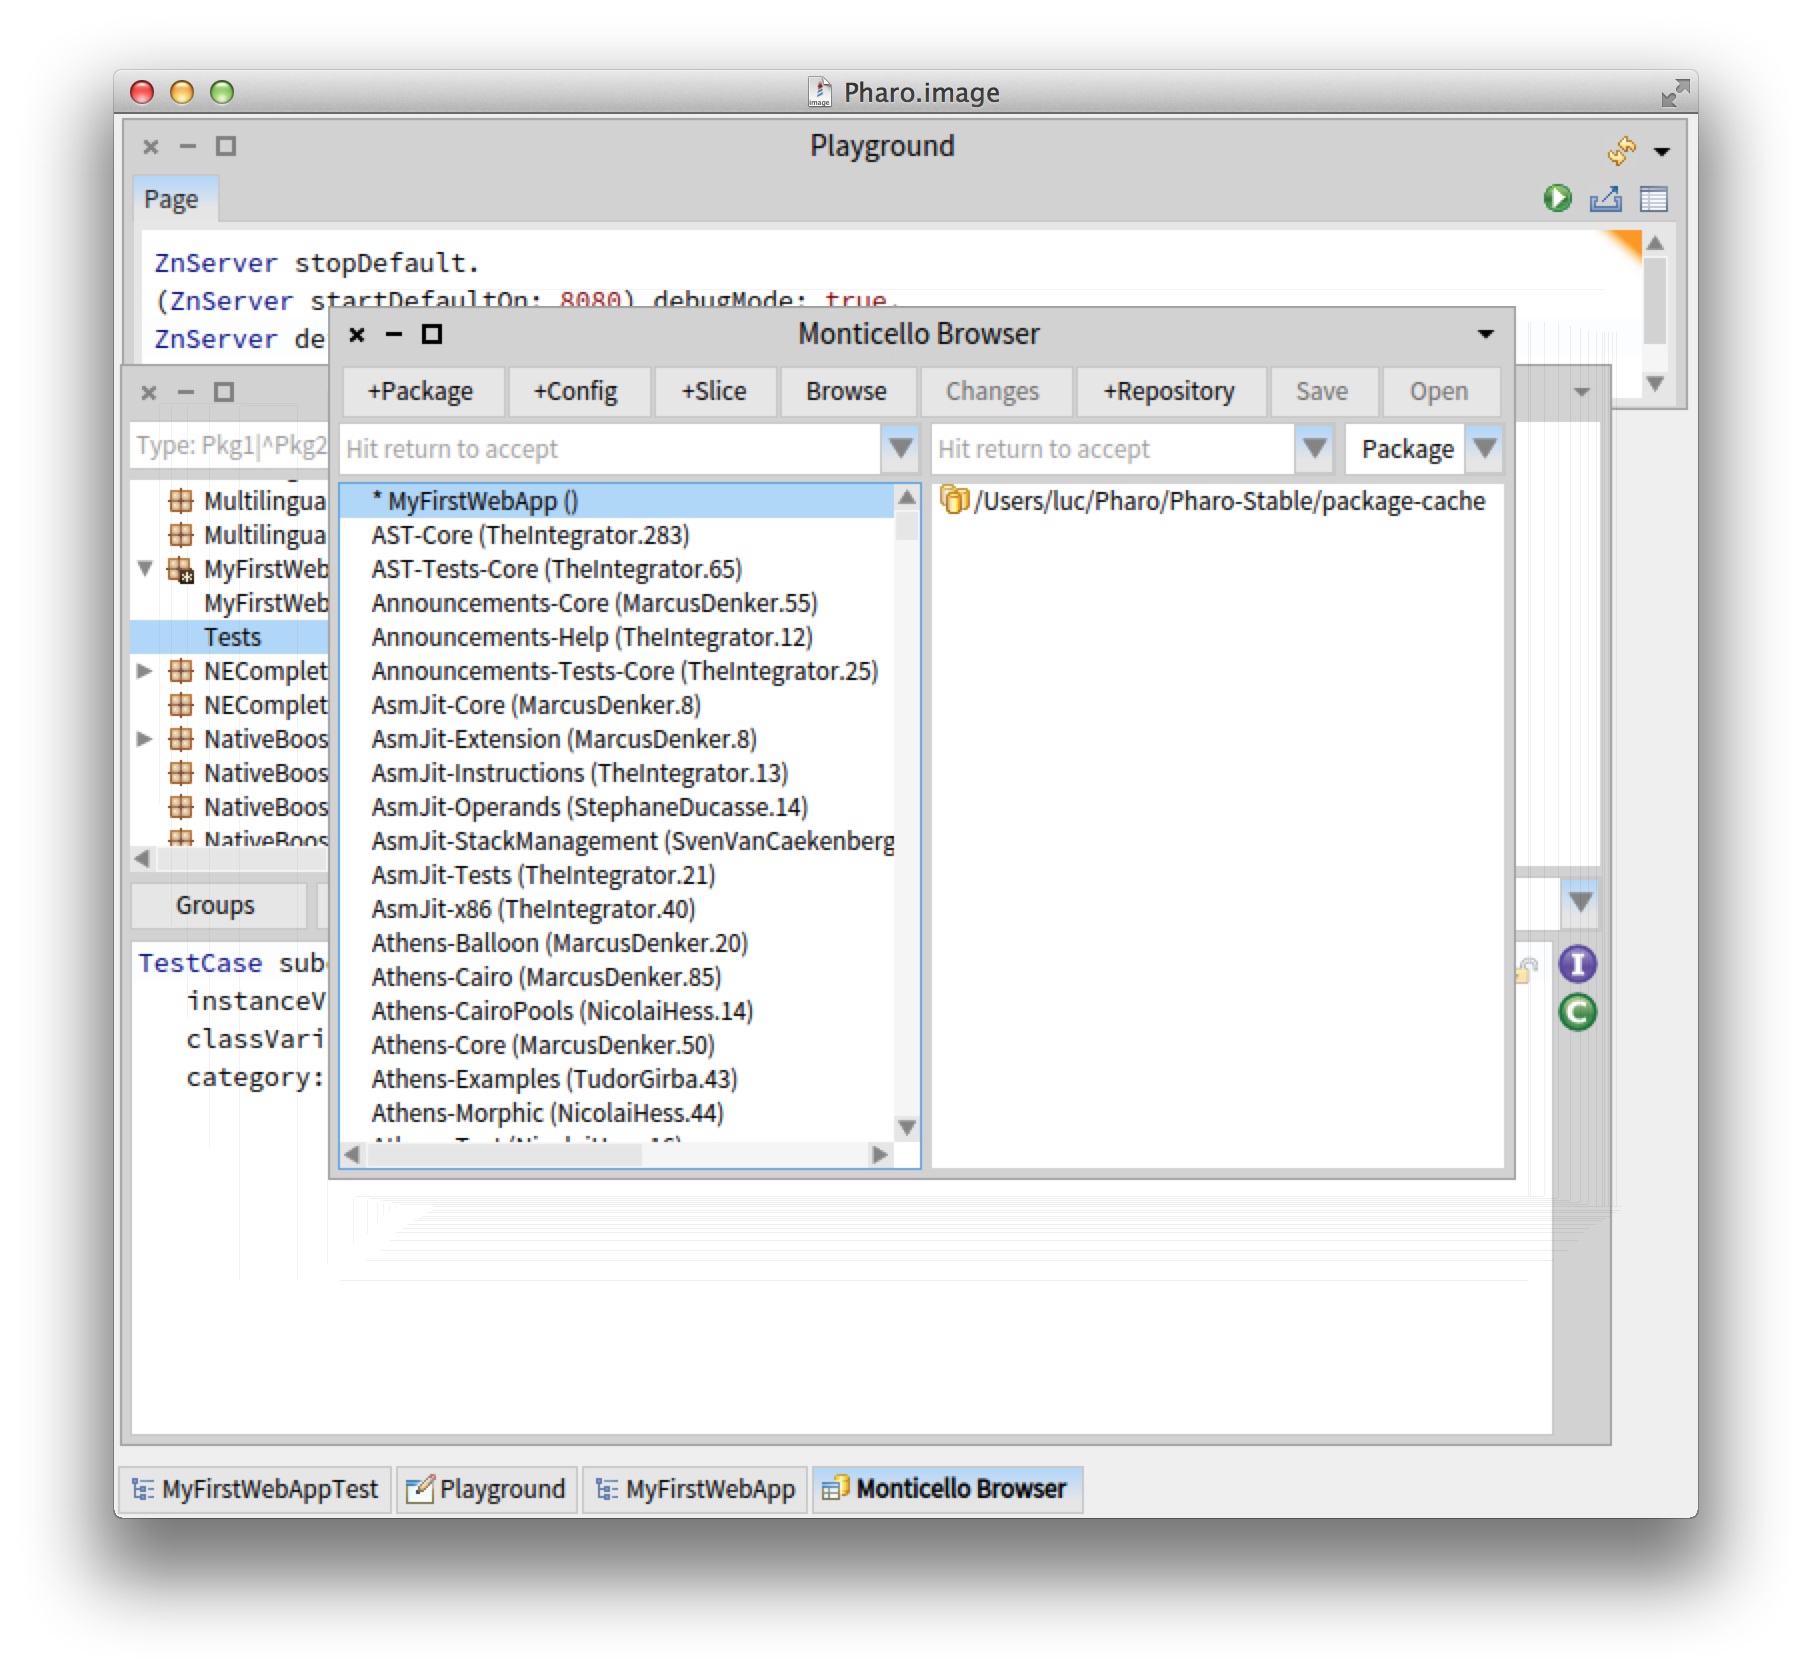 Pharo.image
Playground
Page
ZnServer stopDefault.
(ZnServer startDefaultOn: 8080) debugMode: true.
ZnServer de
Monticello Browser
+Package +Config +Slice Browse Changes +Repository Save Open
Hit return to accept Hit return to accept Package
* MyFirstWebApp ()
AST-Core (TheIntegrator.283)
AST-Tests-Core (TheIntegrator.65)
Announcements-Core (MarcusDenker.55)
Announcements-Help (TheIntegrator.12)
Announcements-Tests-Core (TheIntegrator.25)
AsmJit-Core (MarcusDenker.8)
AsmJit-Extension (MarcusDenker.8)
AsmJit-Instructions (TheIntegrator.13)
AsmJit-Operands (StephaneDucasse.14)
AsmJit-StackManagement (SvenVanCaekenberg
AsmJit-Tests (TheIntegrator.21)
AsmJit-x86 (TheIntegrator.40)
Athens-Balloon (MarcusDenker.20)
Athens-Cairo (MarcusDenker.85)
Athens-CairoPools (NicolaiHess.14)
Athens-Core (MarcusDenker.50)
Athens-Examples (TudorGirba.43)
Athens-Morphic (NicolaiHess.44)
/Users/luc/Pharo/Pharo-Stable/package-cache
Type: Pkg1|^Pkg2
Multilingua
Multilingua
MyFirstWeb
MyFirstWeb
Tests
NEComplet
NEComplet
NativeBoos
NativeBoos
NativeBoos
NativeBoos
Groups
TestCase sub
instanceV
classVari
category:
I
C
MyFirstWebAppTest Playground MyFirstWebApp Monticello Browser